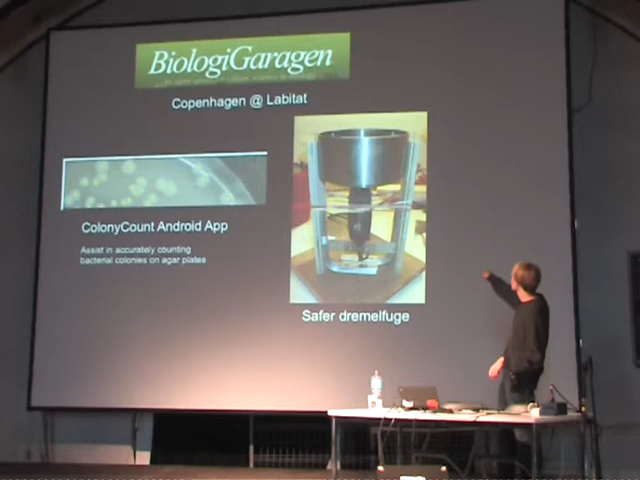 BiologiGaragen
Copenhagen @ Labitat
ColonyCount Android App
Assist in accurately counting
bacterial colonies on agar plates
Safer dremelfuge